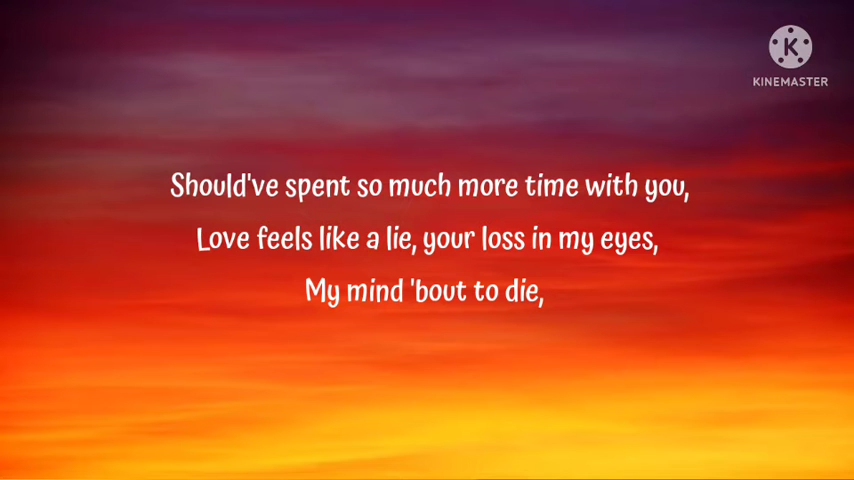 K
KINEMASTER
Should've spent so much more time with you,
Love feels like a lie, your loss in my eyes,
My mind 'bout to die,